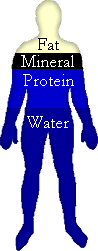 Fat
Mineral
Protein
Water